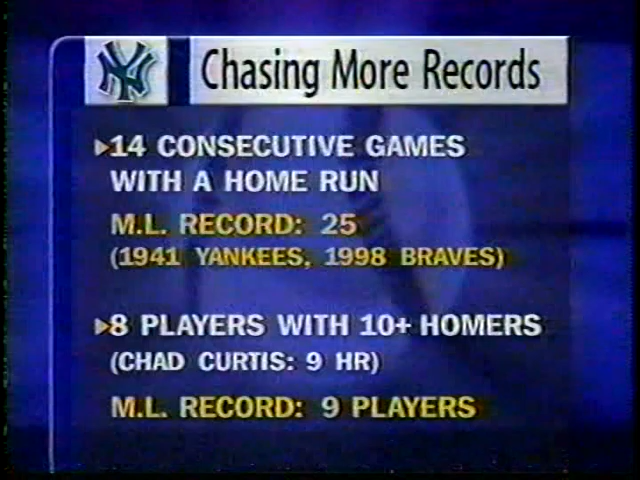 NY
Chasing More Records
14 CONSECUTIVE GAMES
WITH A HOME RUN
M.L. RECORD: 25
(1941 YANKEES, 1998 BRAVES)
8 PLAYERS WITH 10+ HOMERS
(CHAD CURTIS: 9 HR)
M.L. RECORD: 9 PLAYERS